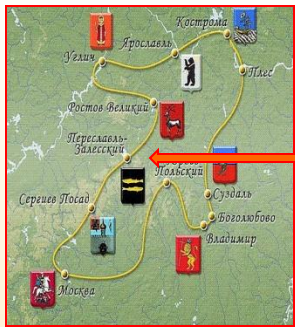 Кострома
Ярославль
Углич
Плес
Ростов Великий
Переславль-
Залесский
Польский
Сергиев Посад
Суздаль
Боголюбово
Владимир
Москва